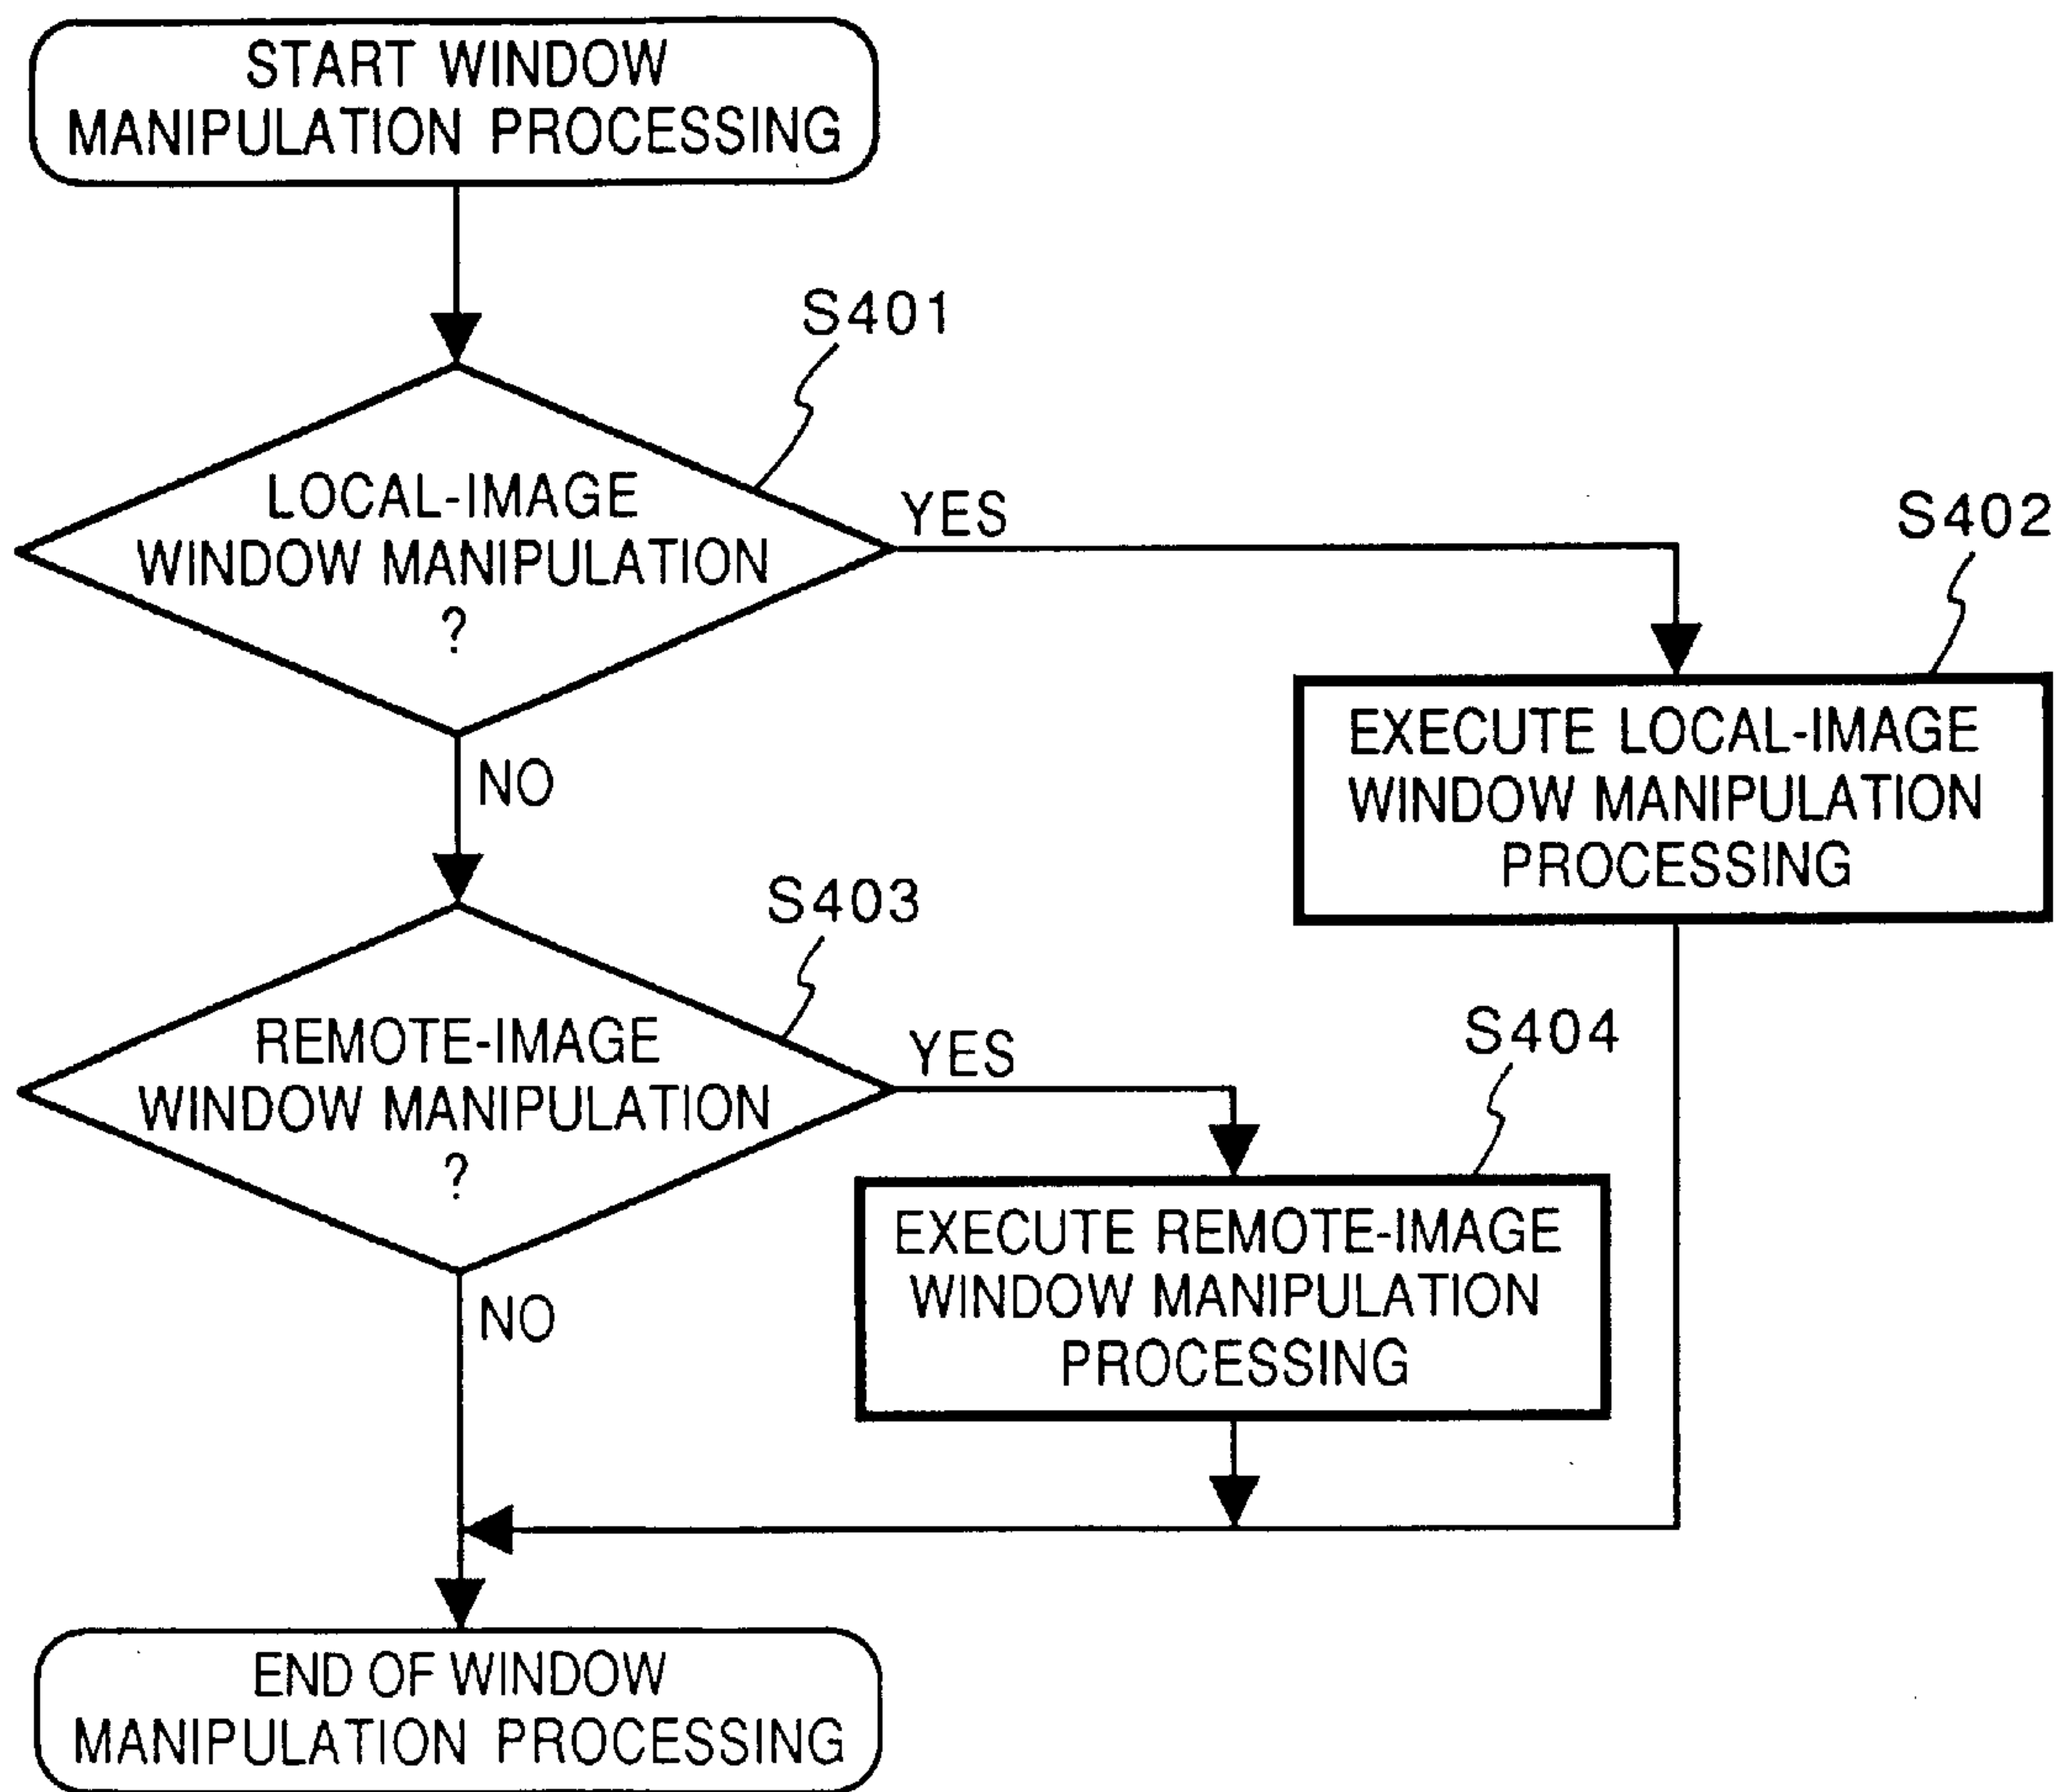 START WINDOW
MANIPULATION PROCESSING
S401
LOCAL-IMAGE
WINDOW MANIPULATION
?
YES
S402
EXECUTE LOCAL-IMAGE
WINDOW MANIPULATION
PROCESSING
NO
S403
REMOTE-IMAGE
WINDOW MANIPULATION
?
YES
S404
EXECUTE REMOTE-IMAGE
WINDOW MANIPULATION
PROCESSING
NO
END OF WINDOW
MANIPULATION PROCESSING